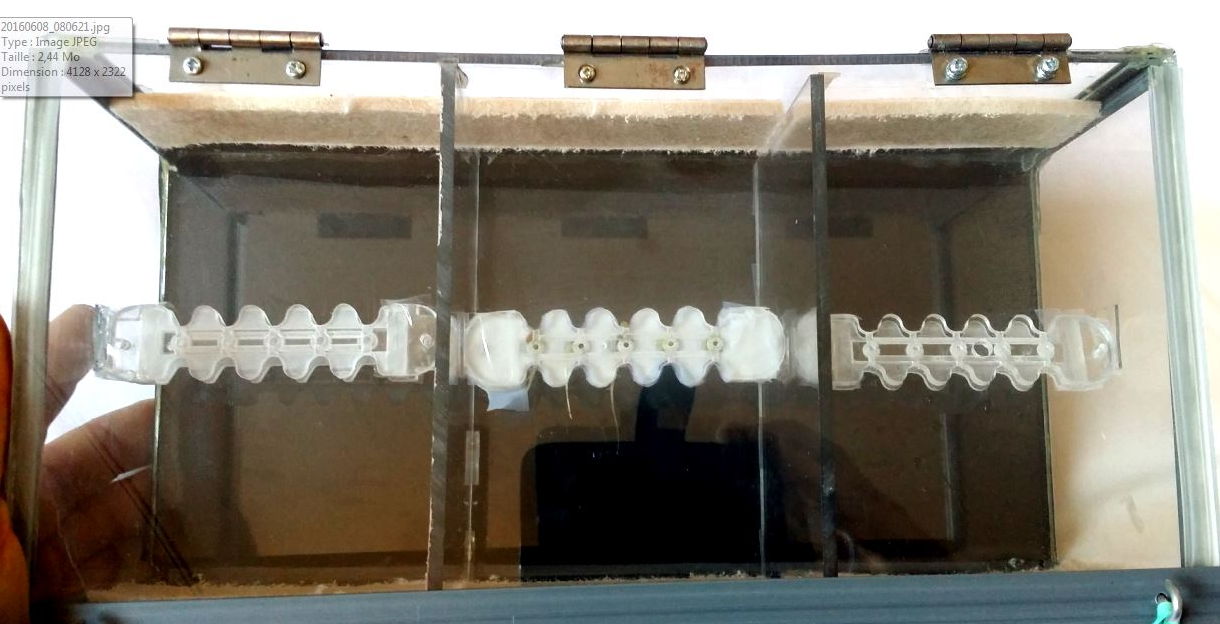 20160608_080621.jpg
Type : Image JPEG
Taille : 2,44 Mo
Dimension : 4128 x 2322
pixels